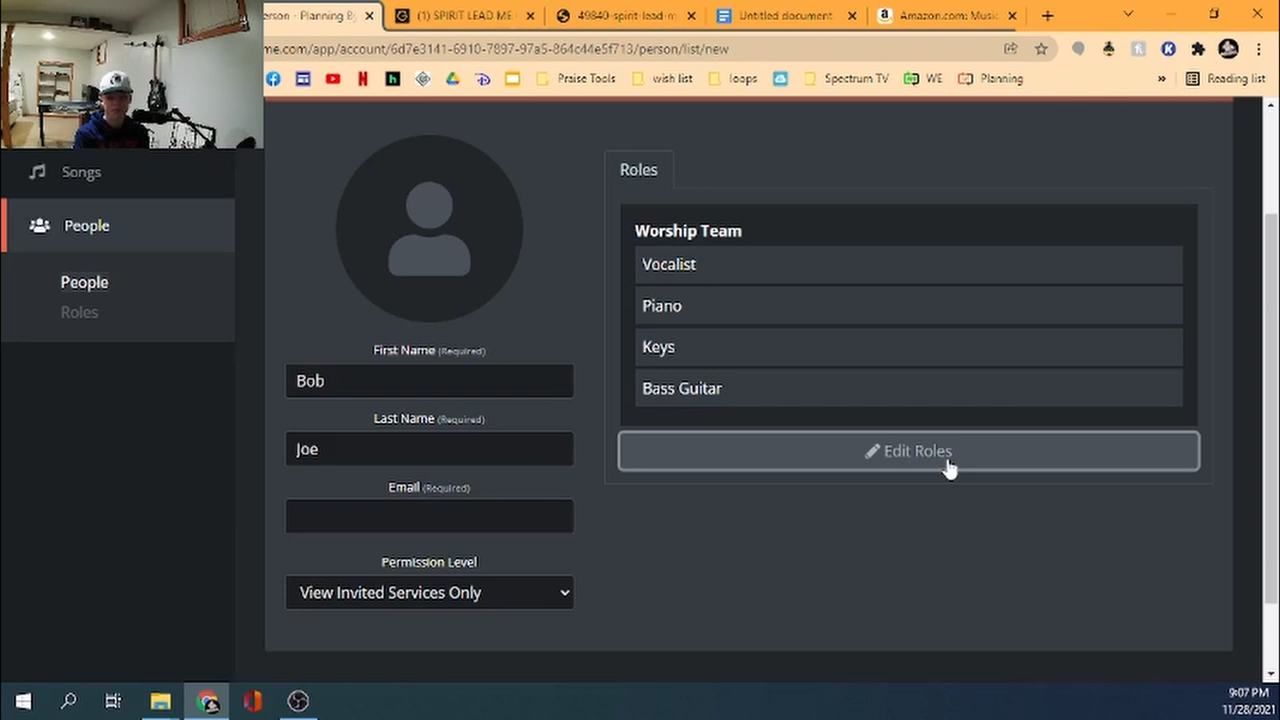 erson - Planning By
(1) SPIRIT LEAD ME
49840-spirit-lead-m
Untitled document
Amazon.com: Music
me.com/app/account/6d7e3141-6910-7897-97a5-864c44e5f713/person/list/new
Praise Tools
wish list
loops
Spectrum TV
WE
Planning
»
Reading list
Songs
People
People
Roles
First Name (Required)
Bob
Last Name (Required)
Joe
Email (Required)
Permission Level
View Invited Services Only
Roles
Worship Team
Vocalist
Piano
Keys
Bass Guitar
Edit Roles
9:07 PM
11/28/2021